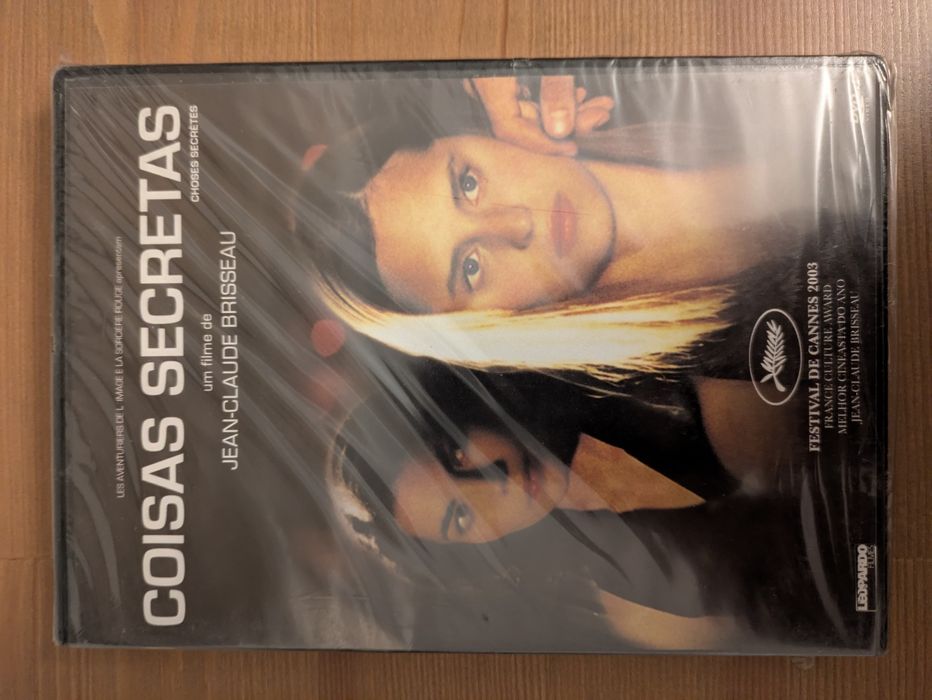 LES AVENTURIERS DE L' IMAGE E LA SORCIERE ROUGE apresentam
COISAS SECRETAS
CHOSES SECRÈTES
um filme de
JEAN-CLAUDE BRISSEAU
FESTIVAL DE CANNES 2003
FRANCE CULTURE AWARD
MELHOR CINEASTA DO ANO
JEAN-CLAUDE BRISSEAU
LEOPARDO
FILMES